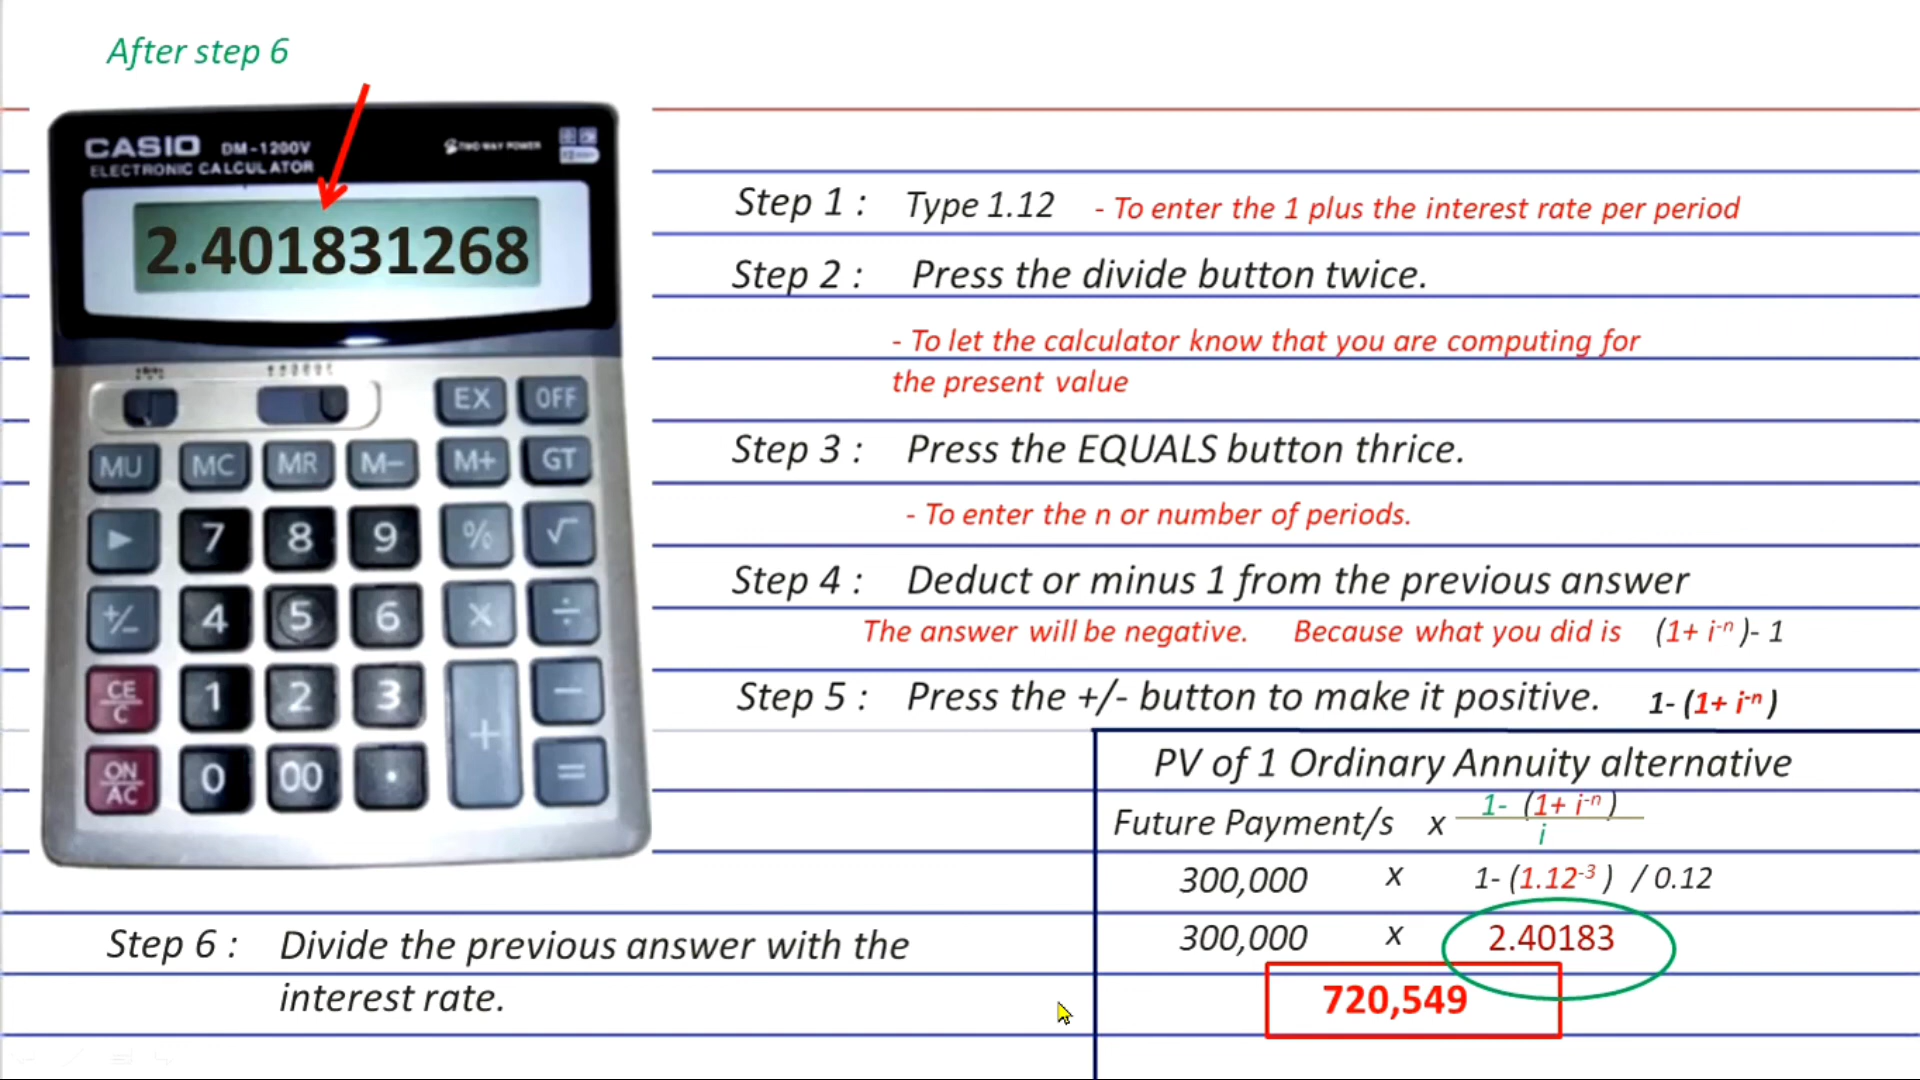 After step 6
CASIO DM-1200V
TWO WAY POWER
ELECTRONIC CALCULATOR
2.401831268
EX OFF
MU MC MR M− M+ GT
▶ 7 8 9 % √
+/− 4 5 6 X ÷
CE/C 1 2 3 + −
ON/AC 0 00 · =
Step 1 : Type 1.12 - To enter the 1 plus the interest rate per period
Step 2 : Press the divide button twice.
- To let the calculator know that you are computing for
the present value
Step 3 : Press the EQUALS button thrice.
- To enter the n or number of periods.
Step 4 : Deduct or minus 1 from the previous answer
The answer will be negative. Because what you did is (1+ i⁻ⁿ)- 1
Step 5 : Press the +/- button to make it positive. 1- (1+ i⁻ⁿ)
Step 6 : Divide the previous answer with the
interest rate.
PV of 1 Ordinary Annuity alternative
Future Payment/s x 1- (1+ i⁻ⁿ)
i
300,000 x 1- (1.12⁻³) / 0.12
300,000 x 2.40183
720,549